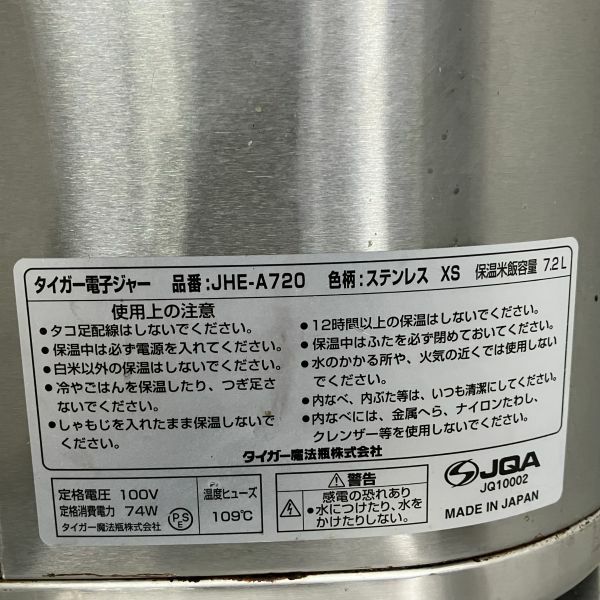 タイガー電子ジャー 品番:JHE-A720 色柄:ステンレス XS 保温米飯容量 7.2L
使用上の注意
●タコ足配線はしないでください。
●保温中は必ず電源を入れてください。
●白米以外の保温はしないでください。
●冷やごはんを保温したり、つぎ足さ
ないでください。
●しゃもじを入れたまま保温しないで
ください。
●12時間以上の保温はしないでください。
●保温中はふたを必ず閉めておいてください。
●水のかかる所や、火気の近くでは使用しない
でください。
●内なべ、内ぶた等は、いつも清潔にしてください。
●内なべには、金属へら、ナイロンたわし、
クレンザー等を使用しないでください。
タイガー魔法瓶株式会社
定格電圧 100V
定格消費電力 74W
タイガー魔法瓶株式会社
PSE
温度ヒューズ
109℃
警告
感電の恐れあり
●水につけたり、水を
かけたりしない。
JQA
JQ10002
MADE IN JAPAN